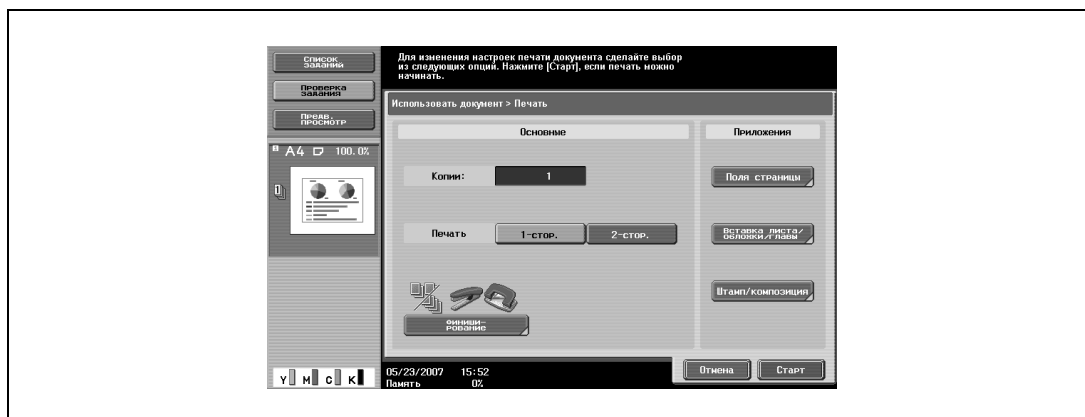 Список
задания
Проверка
задания
Предв.
просмотр
A4 100.0%
1
Для изменения настроек печати документа сделайте выбор
из следующих опций. Нажмите [Старт], если печать можно
начинать.
Использовать документ > Печать
Основные
Копии: 1
Печать 1-стор. 2-стор.
Финиши-
рование
Приложения
Поля страницы
Вставка листа/
обложки/главы
Штамп/композиция
Y M C K
05/23/2007 15:52
Память 0%
Отмена Старт